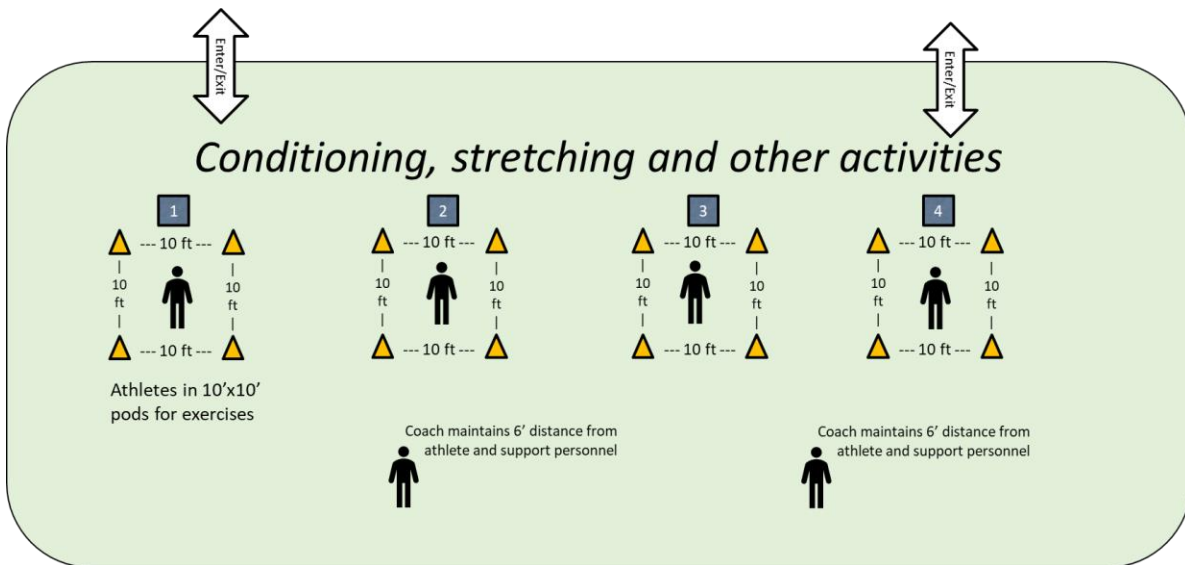 Enter/Exit
Enter/Exit
Conditioning, stretching and other activities
1
2
3
4
--- 10 ft ---
--- 10 ft ---
--- 10 ft ---
--- 10 ft ---
10
ft
10
ft
10
ft
10
ft
10
ft
10
ft
10
ft
10
ft
--- 10 ft ---
--- 10 ft ---
--- 10 ft ---
--- 10 ft ---
Athletes in 10’x10’
pods for exercises
Coach maintains 6’ distance from
athlete and support personnel
Coach maintains 6’ distance from
athlete and support personnel